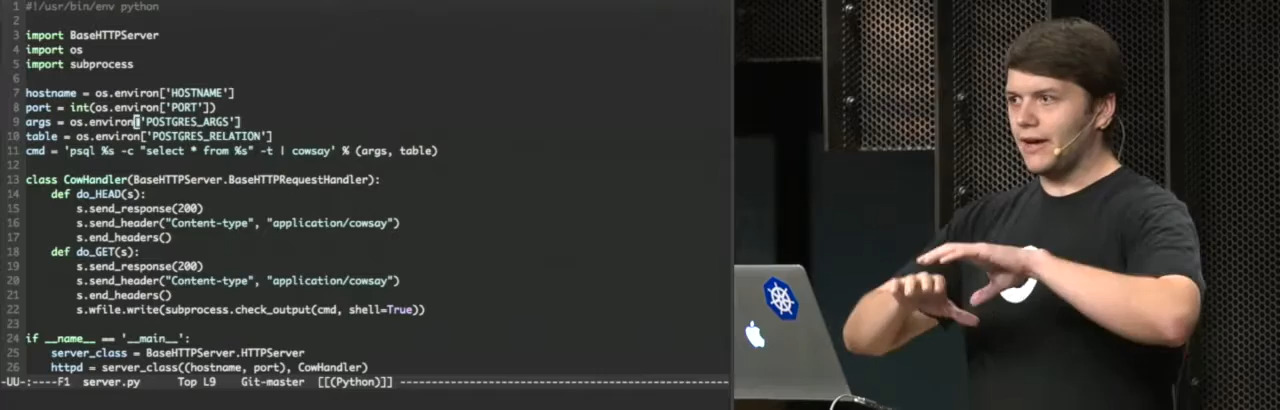 1 #!/usr/bin/env python
2
3 import BaseHTTPServer
4 import os
5 import subprocess
6
7 hostname = os.environ['HOSTNAME']
8 port = int(os.environ['PORT'])
9 args = os.environ['POSTGRES_ARGS']
10 table = os.environ['POSTGRES_RELATION']
11 cmd = 'psql %s -c "select * from %s" -t | cowsay' % (args, table)
12
13 class CowHandler(BaseHTTPServer.BaseHTTPRequestHandler):
14     def do_HEAD(s):
15         s.send_response(200)
16         s.send_header("Content-type", "application/cowsay")
17         s.end_headers()
18     def do_GET(s):
19         s.send_response(200)
20         s.send_header("Content-type", "application/cowsay")
21         s.end_headers()
22         s.wfile.write(subprocess.check_output(cmd, shell=True))
23
24 if __name__ == '__main__':
25     server_class = BaseHTTPServer.HTTPServer
26     httpd = server_class((hostname, port), CowHandler)
-UU-:----F1  server.py      Top L9    Git-master  [[(Python)]] ----------------------------------------------------